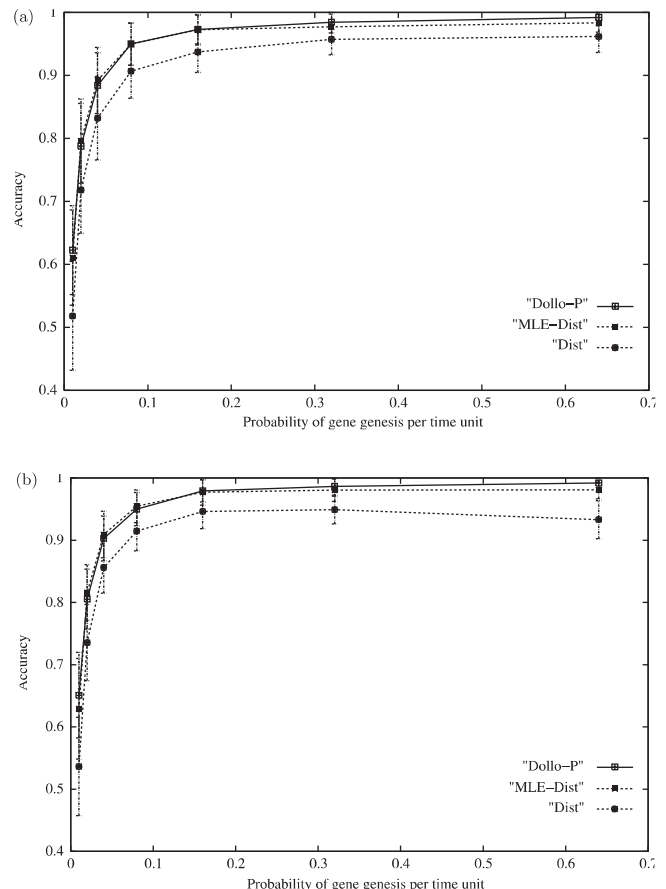 (a)
1
0.9
0.8
0.7
0.6
0.5
0.4
Accuracy
"Dollo−P"
"MLE−Dist"
"Dist"
0 0.1 0.2 0.3 0.4 0.5 0.6 0.7
Probability of gene genesis per time unit
(b)
1
0.9
0.8
0.7
0.6
0.5
0.4
Accuracy
"Dollo−P"
"MLE−Dist"
"Dist"
0 0.1 0.2 0.3 0.4 0.5 0.6 0.7
Probability of gene genesis per time unit